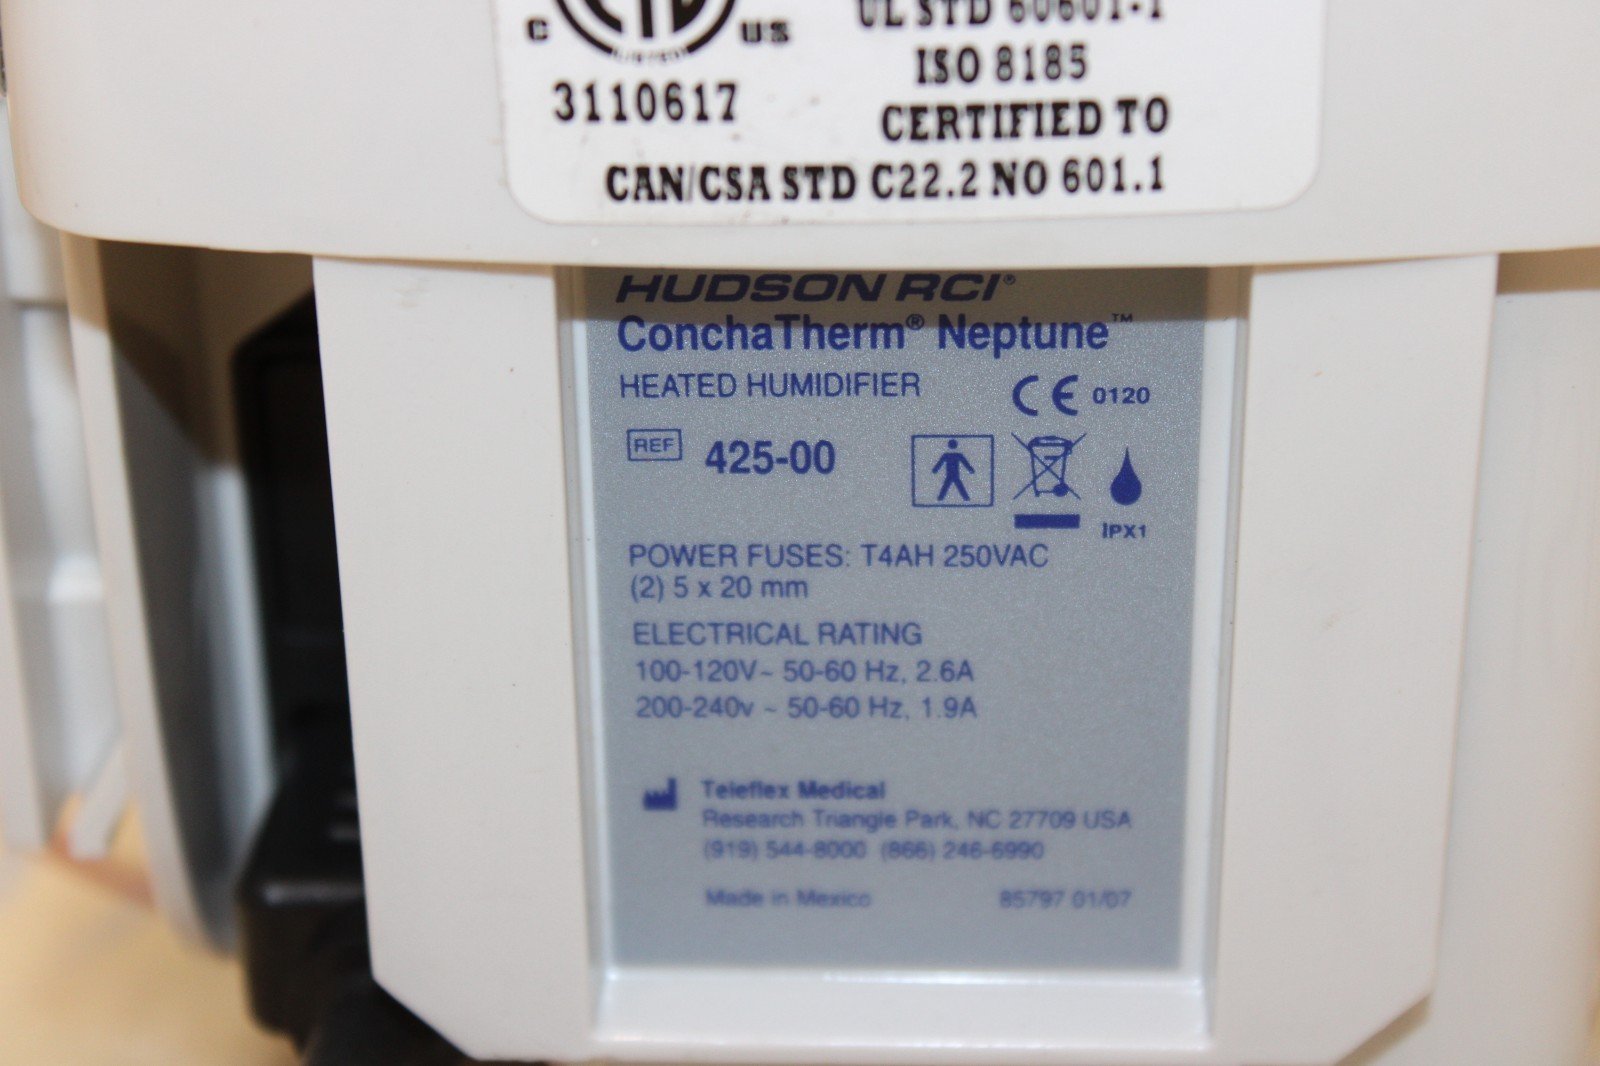 UL STD 60601-1
C US
ISO 8185
3110617
CERTIFIED TO
CAN/CSA STD C22.2 NO 601.1
HUDSON RCI®
ConchaTherm® Neptune™
HEATED HUMIDIFIER
CE 0120
REF 425-00
IPX1
POWER FUSES: T4AH 250VAC
(2) 5 x 20 mm
ELECTRICAL RATING
100-120V~ 50-60 Hz, 2.6A
200-240v ~ 50-60 Hz, 1.9A
Teleflex Medical
Research Triangle Park, NC 27709 USA
(919) 544-8000 (866) 246-6990
Made in Mexico 85797 01/07